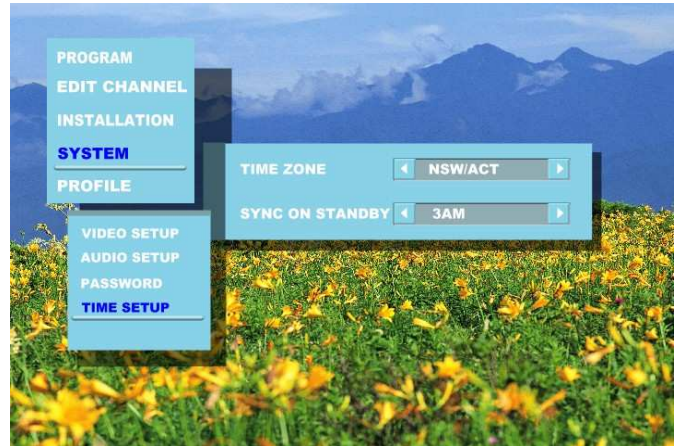 PROGRAM
EDIT CHANNEL
INSTALLATION
SYSTEM
PROFILE
TIME ZONE NSW/ACT
SYNC ON STANDBY 3AM
VIDEO SETUP
AUDIO SETUP
PASSWORD
TIME SETUP